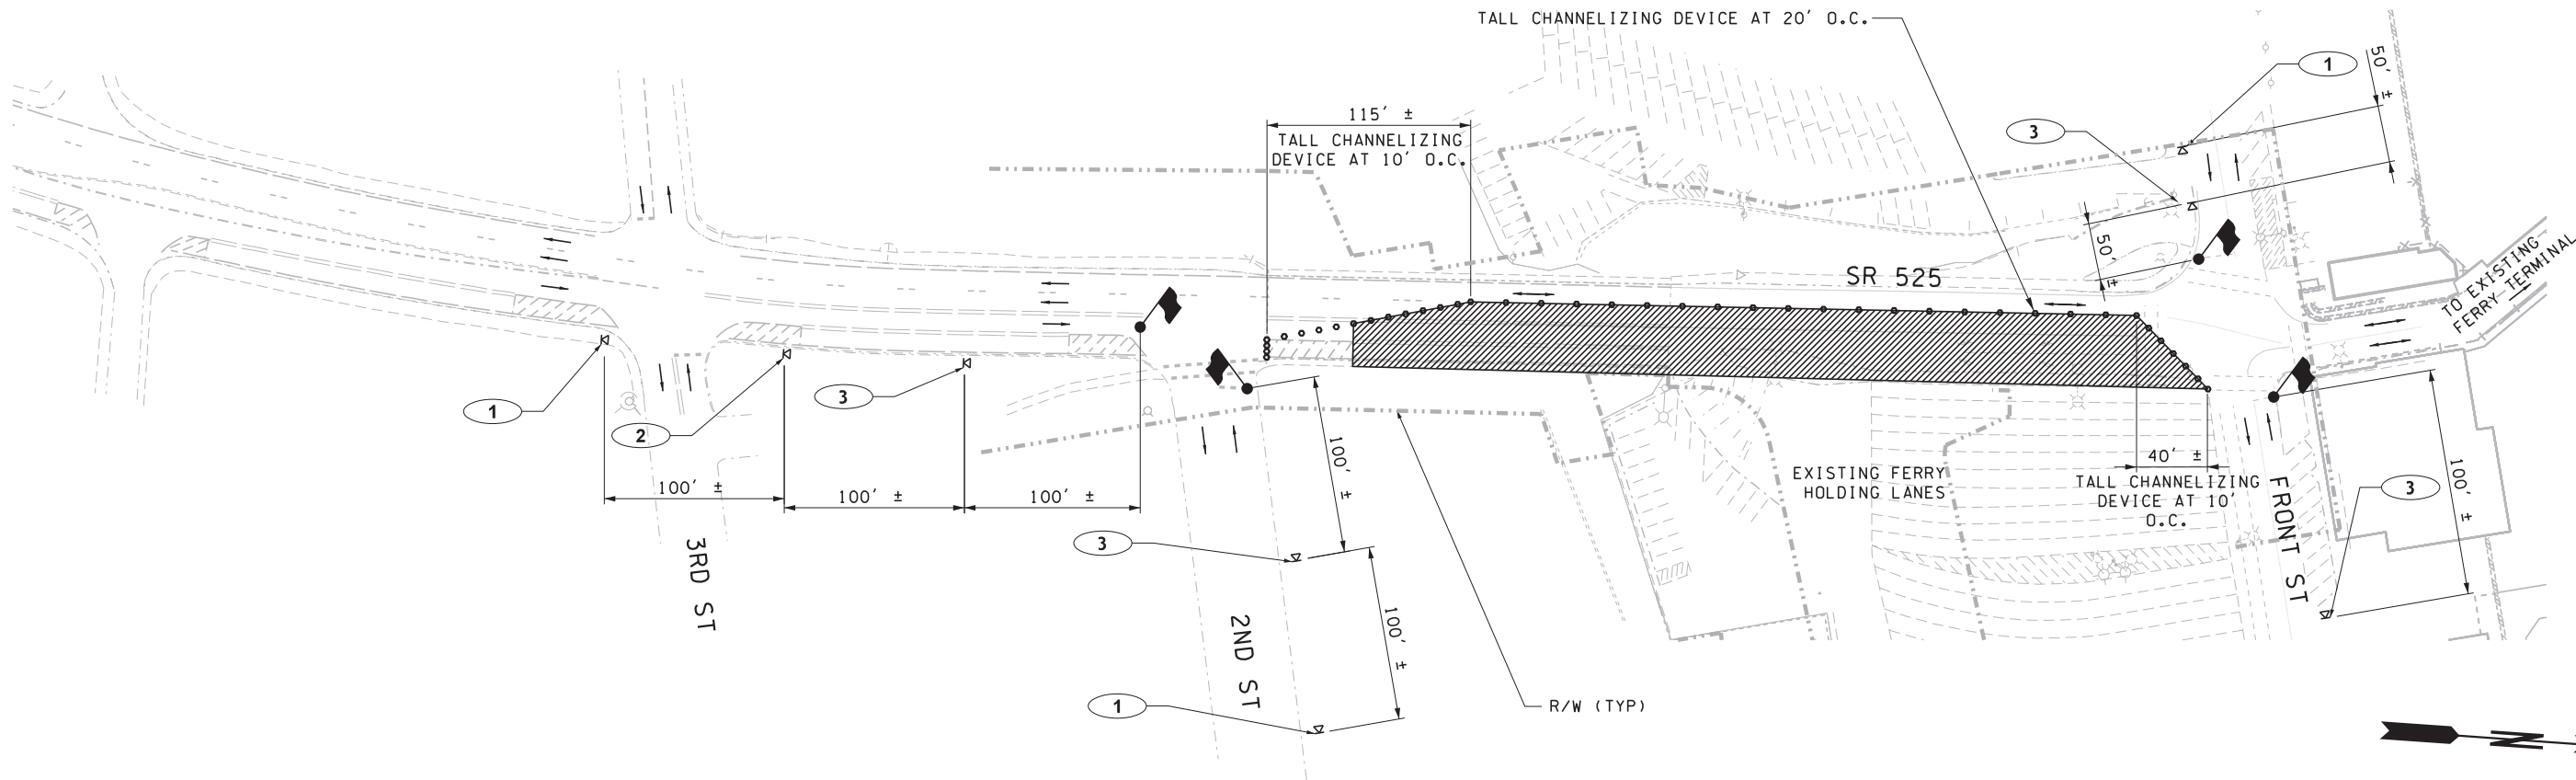 TALL CHANNELIZING DEVICE AT 20' O.C.
1
50' ±
115' ±
3
TALL CHANNELIZING
DEVICE AT 10' O.C.
50' ±
SR 525
TO EXISTING
FERRY TERMINAL
1
2
3
100' ±
100' ±
100' ±
100' ±
EXISTING FERRY
HOLDING LANES
40' ±
TALL CHANNELIZING
DEVICE AT 10'
O.C.
FRONT ST
100' ±
3
3RD ST
3
2ND ST
100' ±
1
R/W (TYP)
N